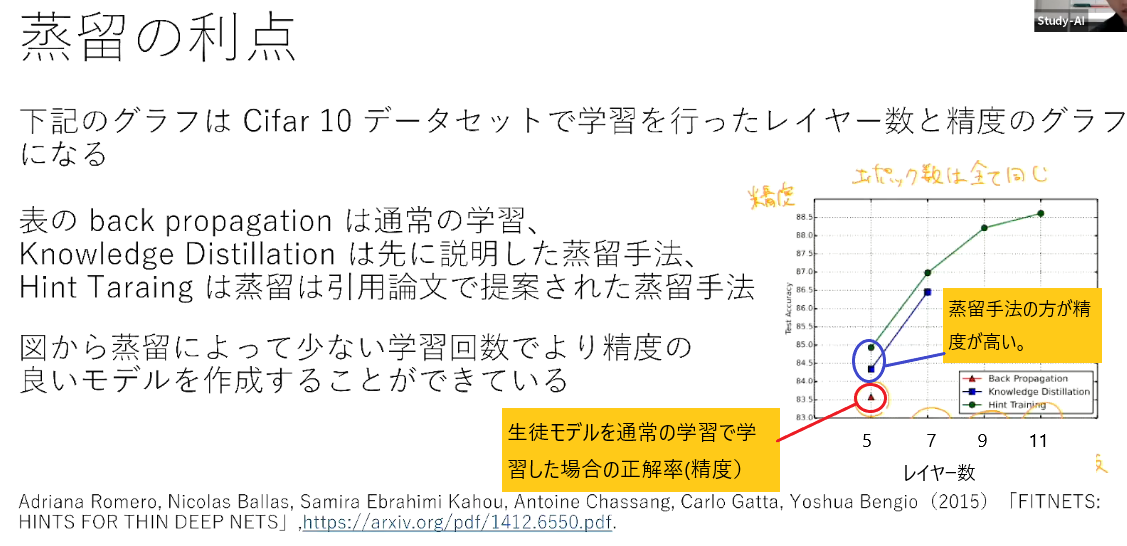 蒸留の利点
Study-AI
下記のグラフは Cifar 10 データセットで学習を行ったレイヤー数と精度のグラフ
になる
表の back propagation は通常の学習、
Knowledge Distillation は先に説明した蒸留手法、
Hint Taraing は蒸留は引用論文で提案された蒸留手法
図から蒸留によって少ない学習回数でより精度の
良いモデルを作成することができている
エポック数は全て同じ
精度
Test Accuracy
88.5
88.0
87.5
87.0
86.5
86.0
85.5
85.0
84.5
84.0
83.5
83.0
蒸留手法の方が精
度が高い。
Back Propagation
Knowledge Distillation
Hint Training
生徒モデルを通常の学習で学
習した場合の正解率(精度）
5 7 9 11
レイヤー数
Adriana Romero, Nicolas Ballas, Samira Ebrahimi Kahou, Antoine Chassang, Carlo Gatta, Yoshua Bengio（2015）「FITNETS:
HINTS FOR THIN DEEP NETS」,https://arxiv.org/pdf/1412.6550.pdf.